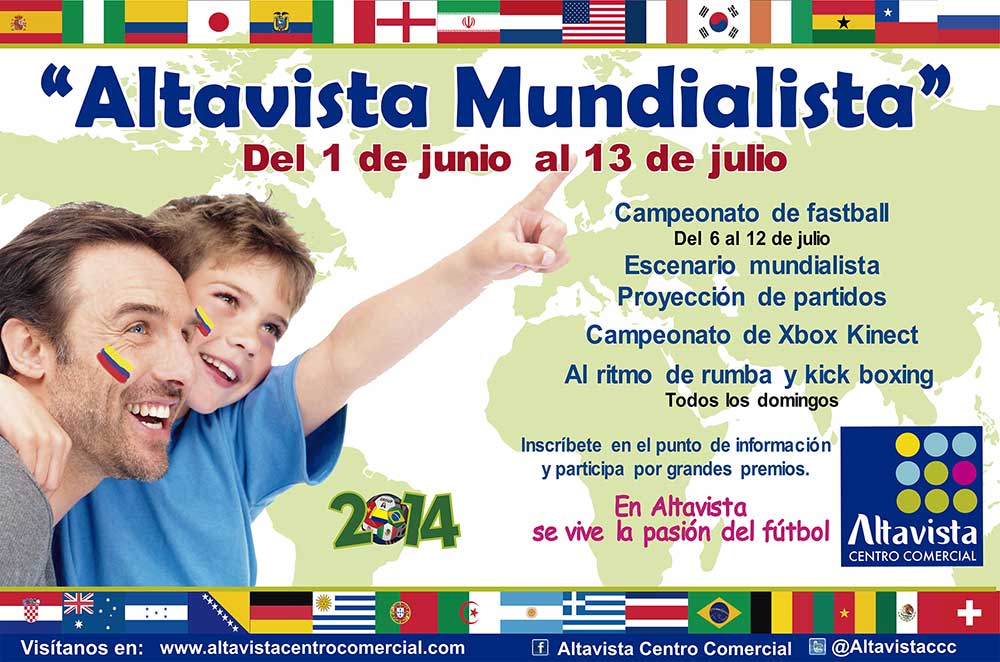 “Altavista Mundialista”
Del 1 de junio al 13 de julio
Campeonato de fastball
Del 6 al 12 de julio
Escenario mundialista
Proyección de partidos
Campeonato de Xbox Kinect
Al ritmo de rumba y kick boxing
Todos los domingos
Inscríbete en el punto de información
y participa por grandes premios.
En Altavista
se vive la pasión del fútbol
2014
Altavista
CENTRO COMERCIAL
Visítanos en: www.altavistacentrocomercial.com f Altavista Centro Comercial @Altavistaccc